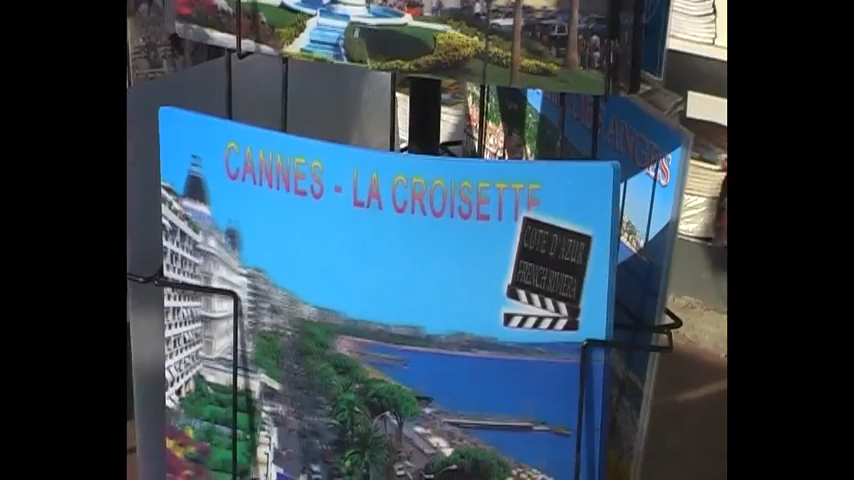 CANNES - LA CROISETTE
COTE D'AZUR
FRENCH RIVIERA